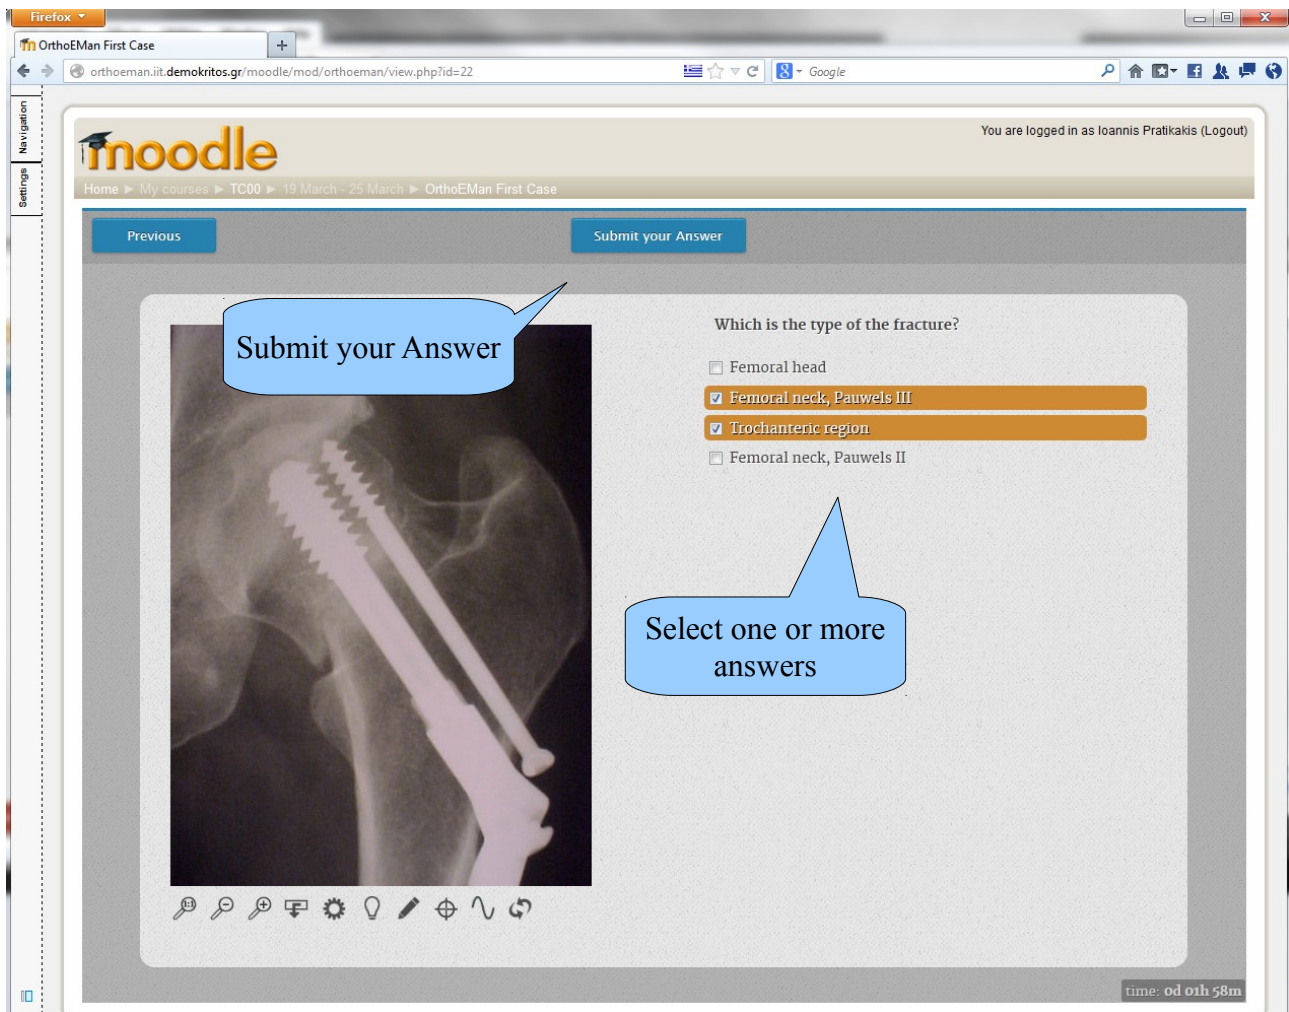 Firefox
OrthoEMan First Case
orthoeman.iit.demokritos.gr/moodle/mod/orthoeman/view.php?id=22
Google
Navigation
Settings
moodle
You are logged in as Ioannis Pratikakis (Logout)
Home ► My courses ► TC00 ► 19 March - 25 March ► OrthoEMan First Case
Previous
Submit your Answer
Submit your Answer
Which is the type of the fracture?
Femoral head
Femoral neck, Pauwels III
Trochanteric region
Femoral neck, Pauwels II
Select one or more
answers
time: 0d 01h 58m